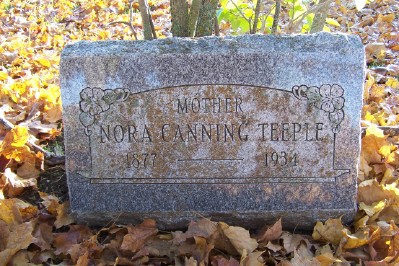 MOTHER
NORA CANNING TEEPLE
1877 — 1934